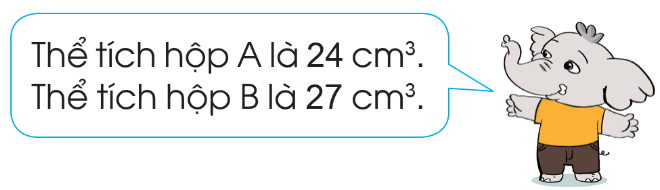 Thể tích hộp A là 24 cm³.
Thể tích hộp B là 27 cm³.